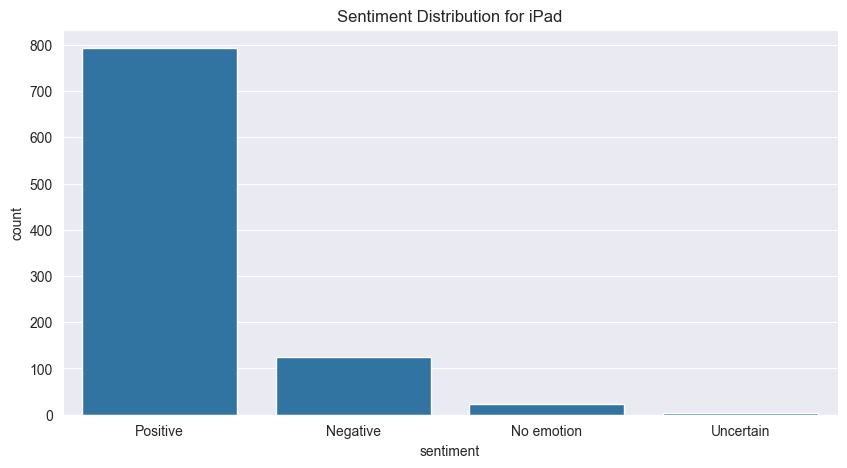 Sentiment Distribution for iPad
800
700
600
500
400
300
200
100
0
count
Positive Negative No emotion Uncertain
sentiment